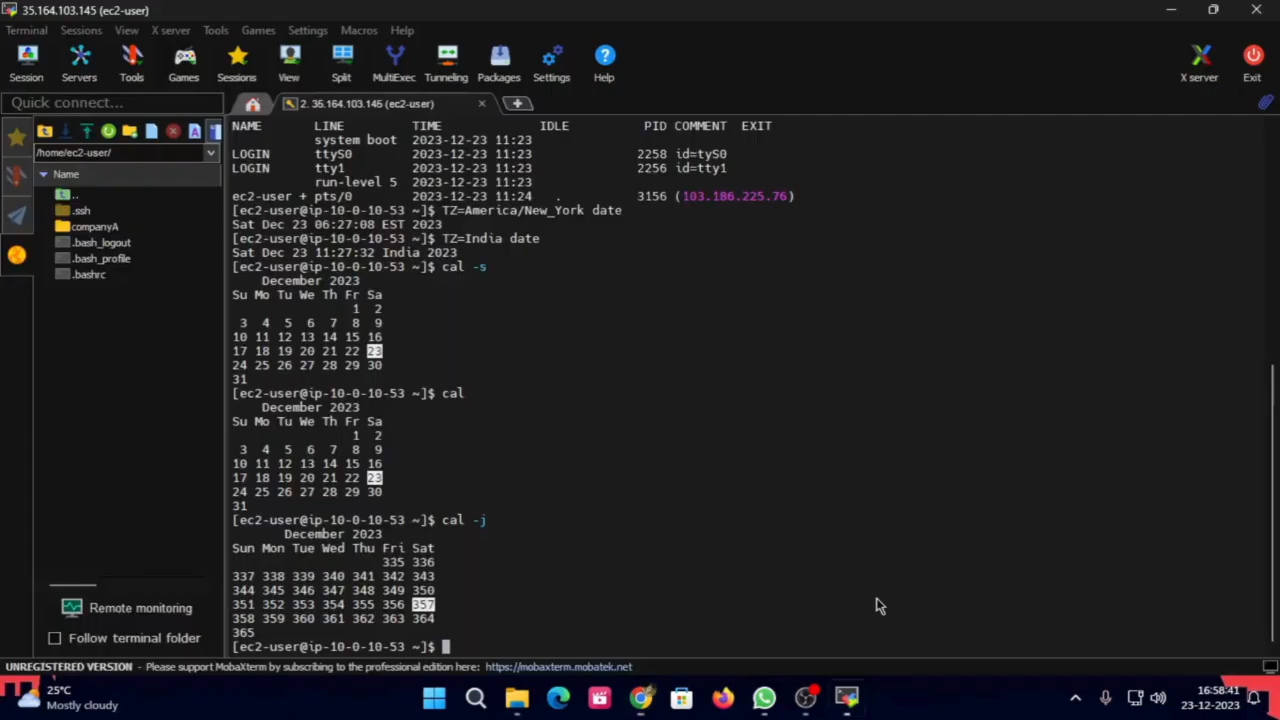 35.164.103.145 (ec2-user)
Terminal Sessions View X server Tools Games Settings Macros Help
Session Servers Tools Games Sessions View Split MultiExec Tunneling Packages Settings Help X server Exit
Quick connect...
2. 35.164.103.145 (ec2-user)
/home/ec2-user/
Name
..
.ssh
companyA
.bash_logout
.bash_profile
.bashrc
Remote monitoring
Follow terminal folder
NAME LINE TIME IDLE PID COMMENT EXIT
system boot 2023-12-23 11:23
LOGIN ttyS0 2023-12-23 11:23 2258 id=tyS0
LOGIN tty1 2023-12-23 11:23 2256 id=tty1
run-level 5 2023-12-23 11:23
ec2-user + pts/0 2023-12-23 11:24 . 3156 (103.186.225.76)
[ec2-user@ip-10-0-10-53 ~]$ TZ=America/New_York date
Sat Dec 23 06:27:08 EST 2023
[ec2-user@ip-10-0-10-53 ~]$ TZ=India date
Sat Dec 23 11:27:32 India 2023
[ec2-user@ip-10-0-10-53 ~]$ cal -s
December 2023
Su Mo Tu We Th Fr Sa
1 2
3 4 5 6 7 8 9
10 11 12 13 14 15 16
17 18 19 20 21 22 23
24 25 26 27 28 29 30
31
[ec2-user@ip-10-0-10-53 ~]$ cal
December 2023
Su Mo Tu We Th Fr Sa
1 2
3 4 5 6 7 8 9
10 11 12 13 14 15 16
17 18 19 20 21 22 23
24 25 26 27 28 29 30
31
[ec2-user@ip-10-0-10-53 ~]$ cal -j
December 2023
Sun Mon Tue Wed Thu Fri Sat
335 336
337 338 339 340 341 342 343
344 345 346 347 348 349 350
351 352 353 354 355 356 357
358 359 360 361 362 363 364
365
[ec2-user@ip-10-0-10-53 ~]$
UNREGISTERED VERSION - Please support MobaXterm by subscribing to the professional edition here: https://mobaxterm.mobatek.net
25°C
Mostly cloudy
16:58:41
23-12-2023